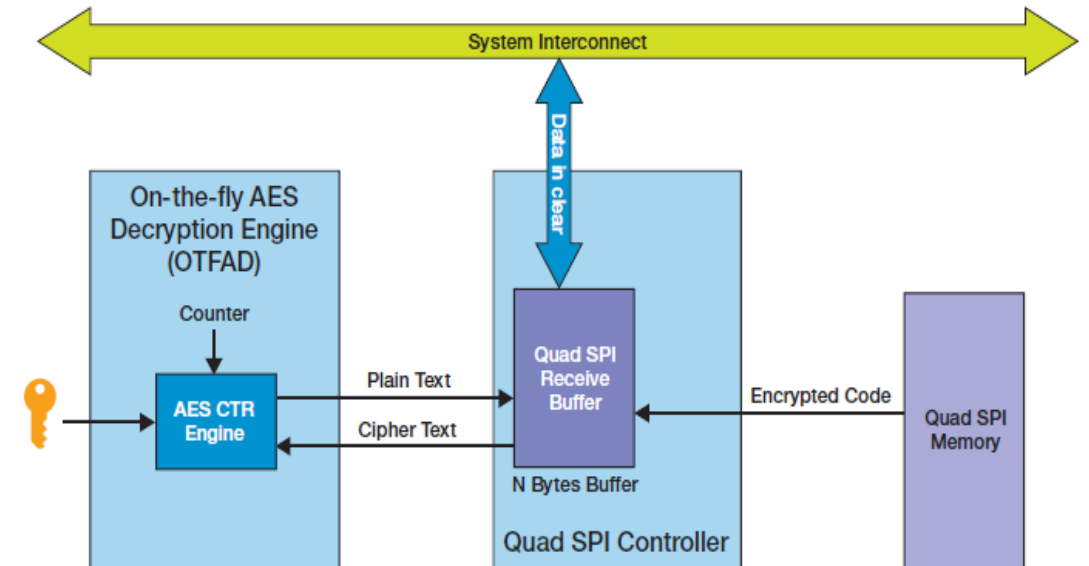 System Interconnect
Data in clear
On-the-fly AES
Decryption Engine
(OTFAD)
Counter
AES CTR
Engine
Plain Text
Cipher Text
Quad SPI
Receive
Buffer
N Bytes Buffer
Quad SPI Controller
Encrypted Code
Quad SPI
Memory